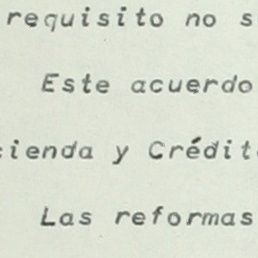 requisito no s
Este acuerdo
cienda y Crédit
Las reformas